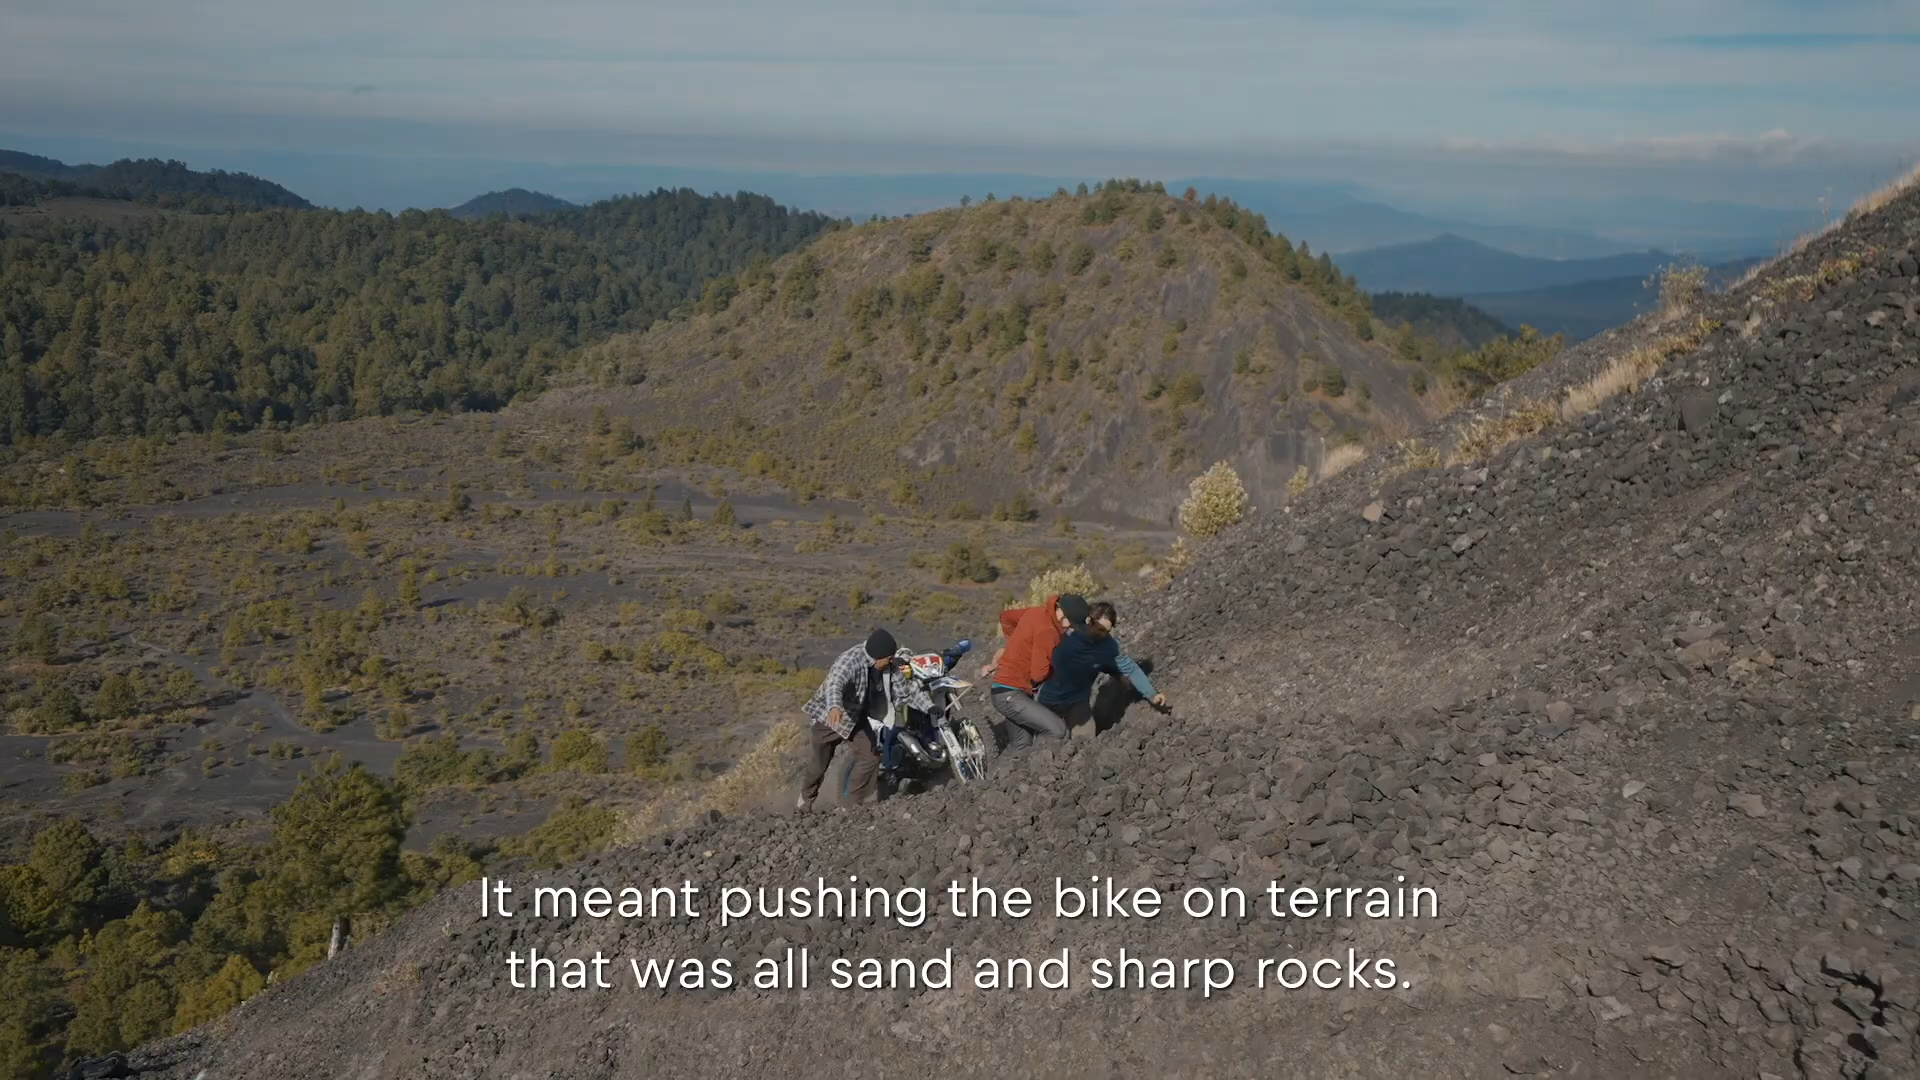 It meant pushing the bike on terrain
that was all sand and sharp rocks.